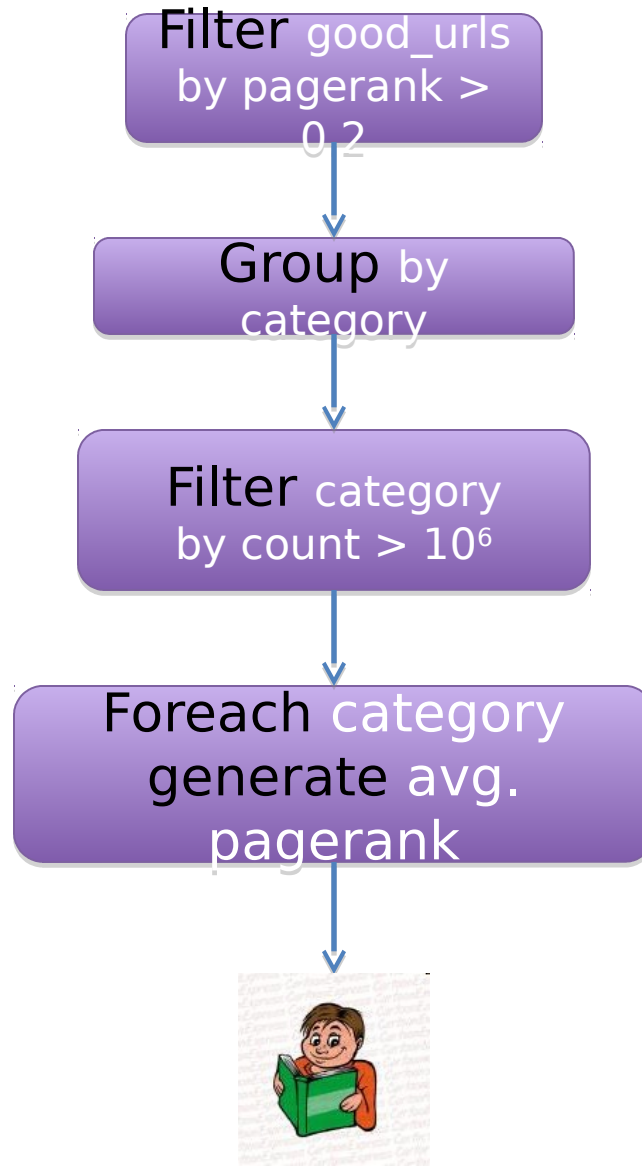 Filter good_urls
by pagerank >
0.2
Group by
category
Filter category
by count > 10⁶
Foreach category
generate avg.
pagerank